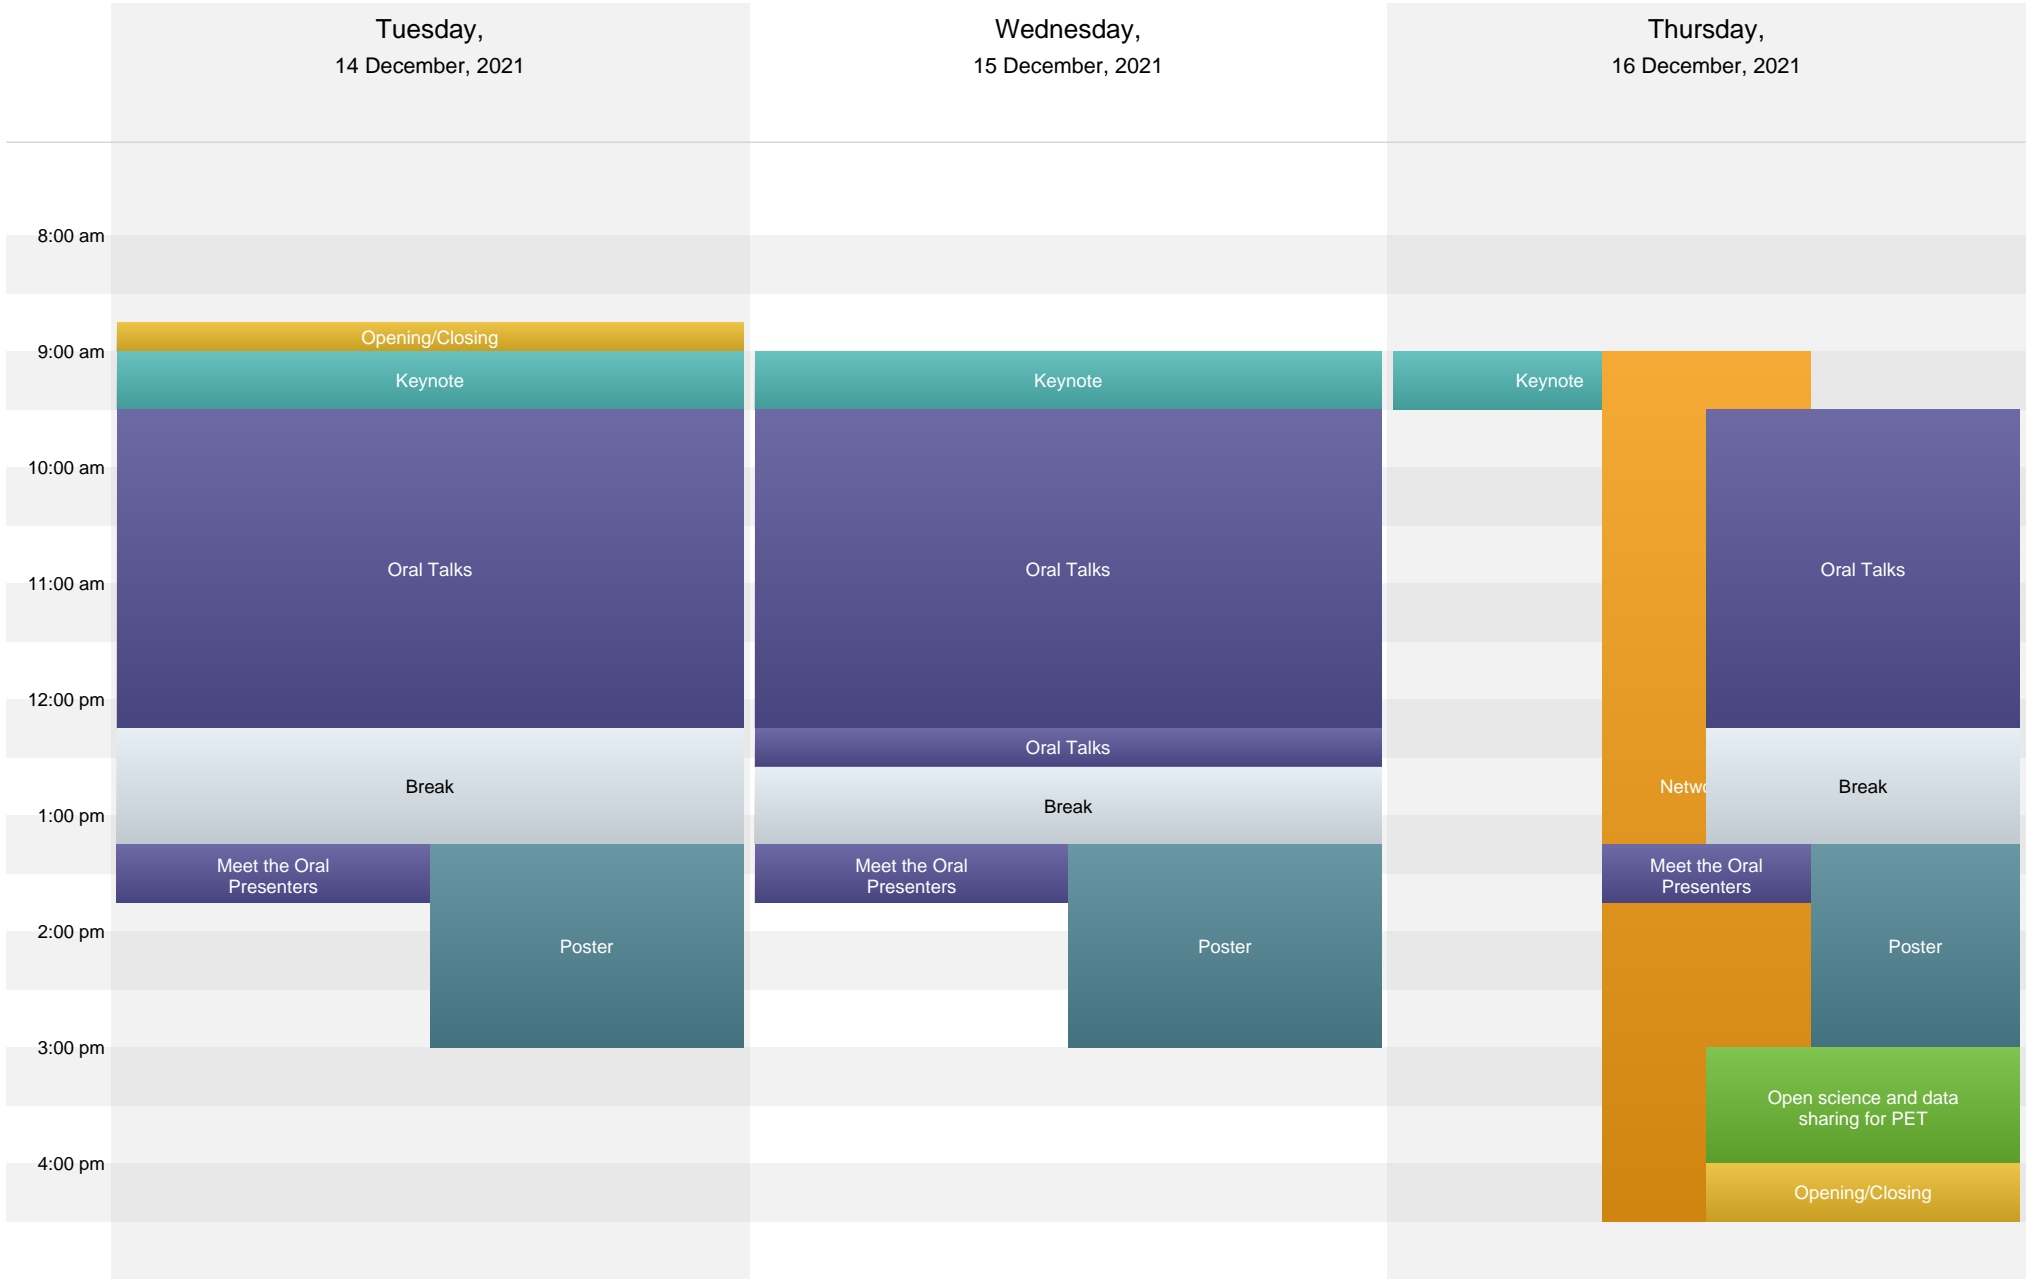 Tuesday,
14 December, 2021
Wednesday,
15 December, 2021
Thursday,
16 December, 2021
8:00 am
9:00 am
10:00 am
11:00 am
12:00 pm
1:00 pm
2:00 pm
3:00 pm
4:00 pm
Opening/Closing
Keynote
Oral Talks
Break
Meet the Oral
Presenters
Poster
Keynote
Oral Talks
Oral Talks
Break
Meet the Oral
Presenters
Poster
Keynote
Oral Talks
Break
Meet the Oral
Presenters
Poster
Open science and data
sharing for PET
Opening/Closing